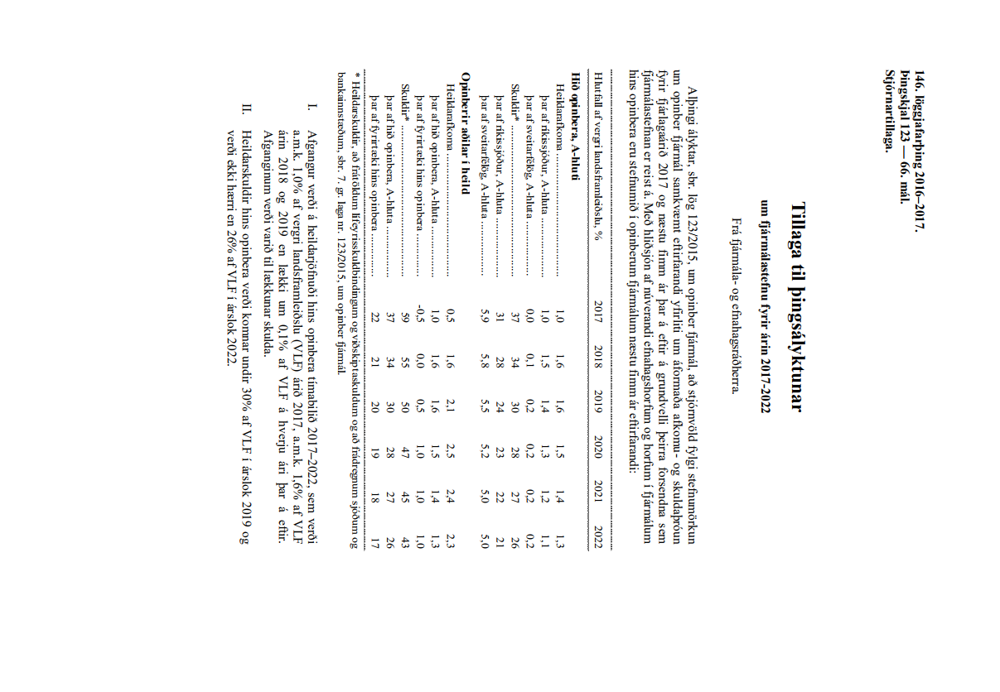 146. löggjafarþing 2016–2017.
Þingskjal 123 — 66. mál.
Stjórnartillaga.
Tillaga til þingsályktunar
um fjármálastefnu fyrir árin 2017-2022
Frá fjármála- og efnahagsráðherra.
Alþingi ályktar, sbr. lög 123/2015, um opinber fjármál, að stjórnvöld fylgi stefnumörkun
um opinber fjármál samkvæmt eftirfarandi yfirliti um áformaða afkomu- og skuldaþróun
fyrir fjárlagaárið 2017 og næstu fimm ár þar á eftir á grundvelli þeirra forsendna sem
fjármálastefnan er reist á. Með hliðsjón af núverandi efnahagshorfum og horfum í fjármálum
hins opinbera eru stefnumið í opinberum fjármálum næstu fimm ár eftirfarandi:
Hlutfall af vergri landsframleiðslu, % 2017 2018 2019 2020 2021 2022
Hið opinbera, A-hluti
Heildarafkoma 1,0 1,6 1,6 1,5 1,4 1,3
þar af ríkissjóður, A-hluta 1,0 1,5 1,4 1,3 1,2 1,1
þar af sveitarfélög, A-hluta 0,0 0,1 0,2 0,2 0,2 0,2
Skuldir* 37 34 30 28 27 26
þar af ríkissjóður, A-hluta 31 28 24 23 22 21
þar af sveitarfélög, A-hluta 5,9 5,8 5,5 5,2 5,0 5,0
Opinberir aðilar í heild
Heildarafkoma 0,5 1,6 2,1 2,5 2,4 2,3
þar af hið opinbera, A-hluta 1,0 1,6 1,6 1,5 1,4 1,3
þar af fyrirtæki hins opinbera -0,5 0,0 0,5 1,0 1,0 1,0
Skuldir* 59 55 50 47 45 43
þar af hið opinbera, A-hluta 37 34 30 28 27 26
þar af fyrirtæki hins opinbera 22 21 20 19 18 17
* Heildarskuldir, að frátöldum lífeyrisskuldbindingum og viðskiptaskuldum og að frádregnum sjóðum og
bankainnstæðum, sbr. 7. gr. laga nr. 123/2015, um opinber fjármál.
I. Afgangur verði á heildarjöfnuði hins opinbera tímabilið 2017–2022, sem verði
a.m.k. 1,0% af vergri landsframleiðslu (VLF) árið 2017, a.m.k. 1,6% af VLF
árin 2018 og 2019 en lækki um 0,1% af VLF á hverju ári þar á eftir.
Afganginum verði varið til lækkunar skulda.
II. Heildarskuldir hins opinbera verði komnar undir 30% af VLF í árslok 2019 og
verði ekki hærri en 26% af VLF í árslok 2022.